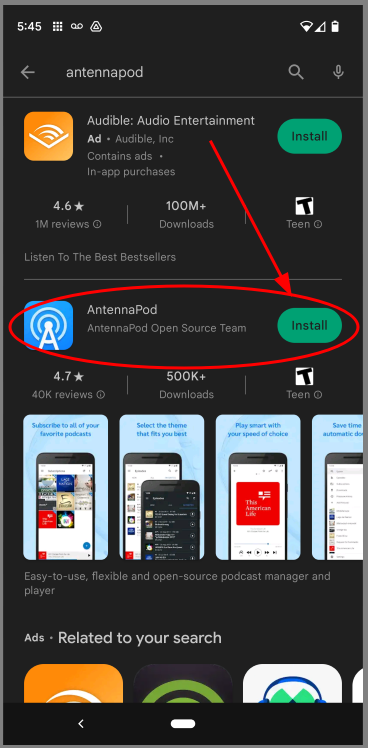 5:45
antennapod
Audible: Audio Entertainment
Ad • Audible, Inc
Contains ads •
In-app purchases
Install
4.6★
100M+
T
1M reviews
Downloads
Teen
Listen To The Best Bestsellers
AntennaPod
AntennaPod Open Source Team
Install
4.7★
500K+
T
40K reviews
Downloads
Teen
Subscribe to all of your
favorite podcasts
Select the theme
that fits you best
Play smart with
your speed of choice
Save time
automatic do
This
American
Life
Easy-to-use, flexible and open-source podcast manager and
player
Ads • Related to your search